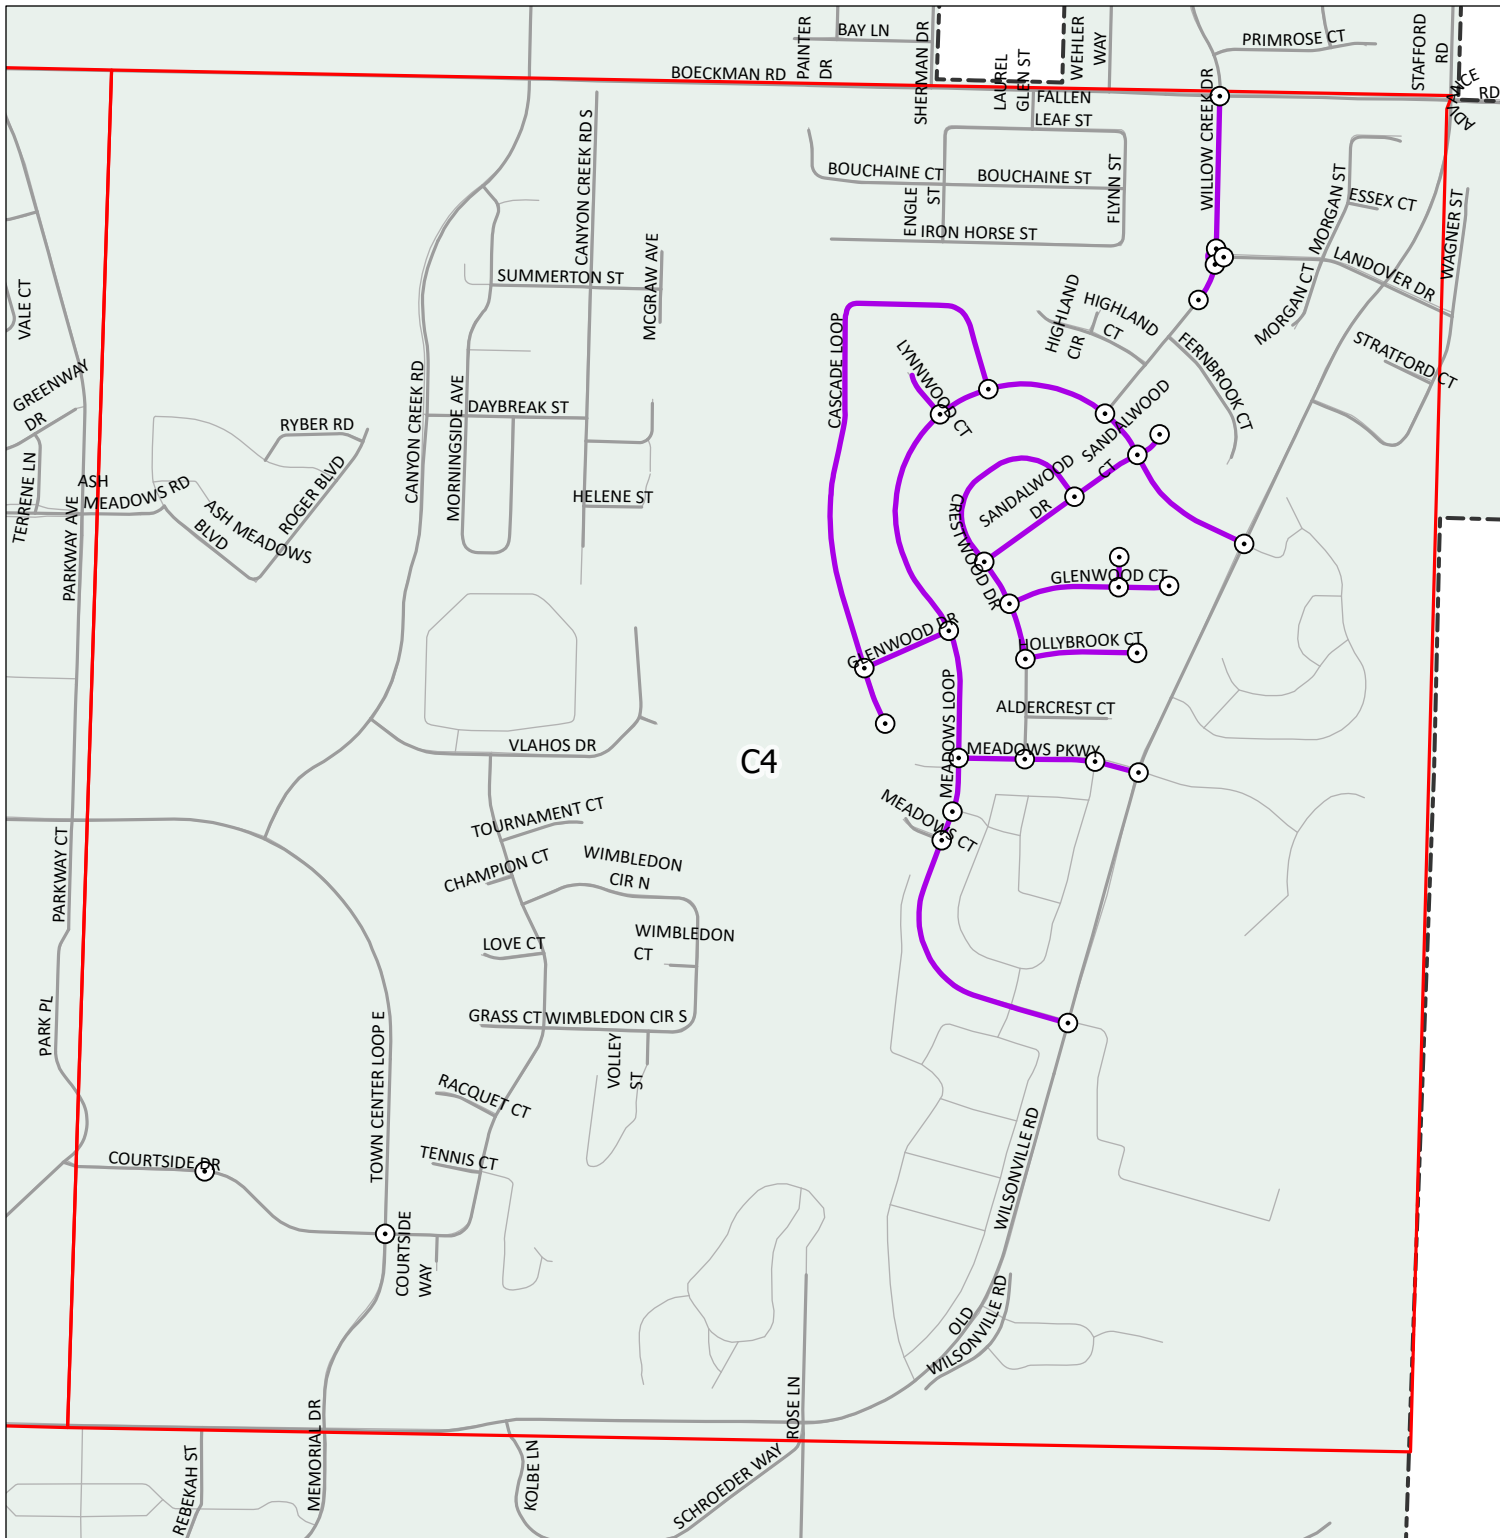 BAY LN
PAINTER
DR
SHERMAN DR
LAUREL
GLEN ST
WEHLER
WAY
PRIMROSE CT
STAFFORD
RD
BOECKMAN RD
ADVANCE
RD
FALLEN
LEAF ST
WILLOW CREEK DR
CANYON CREEK RD S
BOUCHAINE CT
BOUCHAINE ST
ENGLE
ST
FLYNN ST
IRON HORSE ST
MORGAN ST
ESSEX CT
WAGNER ST
LANDOVER DR
MORGAN CT
SUMMERTON ST
MCGRAW AVE
VALE CT
HIGHLAND
CIR
HIGHLAND
CT
FERNBROOK CT
STRATFORD CT
CASCADE LOOP
LYNNWOOD CT
GREENWAY
DR
RYBER RD
CANYON CREEK RD
DAYBREAK ST
MORNINGSIDE AVE
SANDALWOOD
CT
SANDALWOOD
DR
TERRENE LN
ASH
MEADOWS RD
ROGER BLVD
ASH MEADOWS
BLVD
HELENE ST
CRESTWOOD DR
PARKWAY AVE
GLENWOOD CT
GLENWOOD DR
HOLLYBROOK CT
MEADOWS LOOP
ALDERCREST CT
VLAHOS DR
C4
MEADOWS PKWY
MEADOWS CT
TOURNAMENT CT
CHAMPION CT
WIMBLEDON
CIR N
PARKWAY CT
LOVE CT
WIMBLEDON
CT
PARK PL
GRASS CT
WIMBLEDON CIR S
VOLLEY
ST
TOWN CENTER LOOP E
RACQUET CT
TENNIS CT
COURTSIDE DR
WILSONVILLE RD
COURTSIDE
WAY
OLD
WILSONVILLE RD
ROSE LN
MEMORIAL DR
REBEKAH ST
KOLBE LN
SCHROEDER WAY